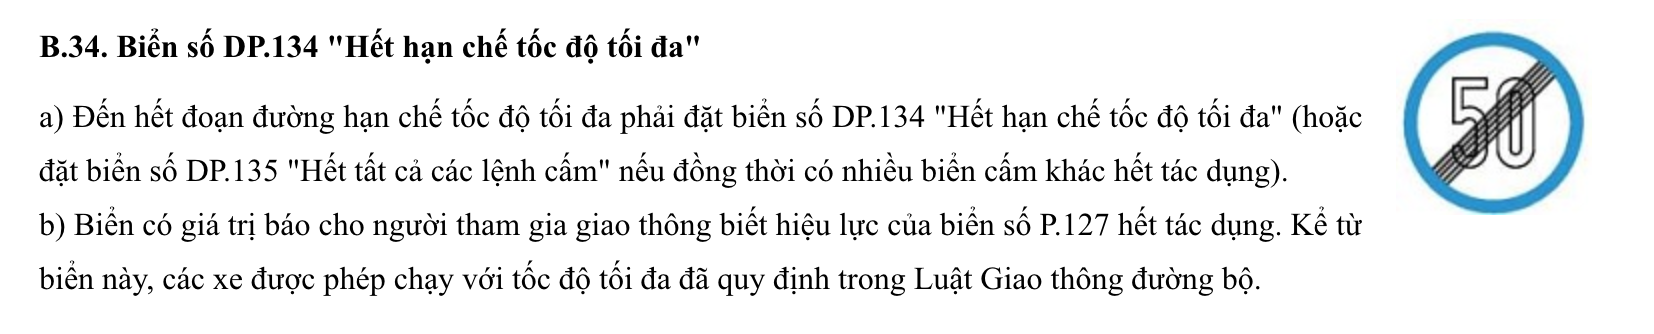 B.34. Biển số DP.134 "Hết hạn chế tốc độ tối đa"
a) Đến hết đoạn đường hạn chế tốc độ tối đa phải đặt biển số DP.134 "Hết hạn chế tốc độ tối đa" (hoặc
đặt biển số DP.135 "Hết tất cả các lệnh cấm" nếu đồng thời có nhiều biển cấm khác hết tác dụng).
b) Biển có giá trị báo cho người tham gia giao thông biết hiệu lực của biển số P.127 hết tác dụng. Kể từ
biển này, các xe được phép chạy với tốc độ tối đa đã quy định trong Luật Giao thông đường bộ.
50